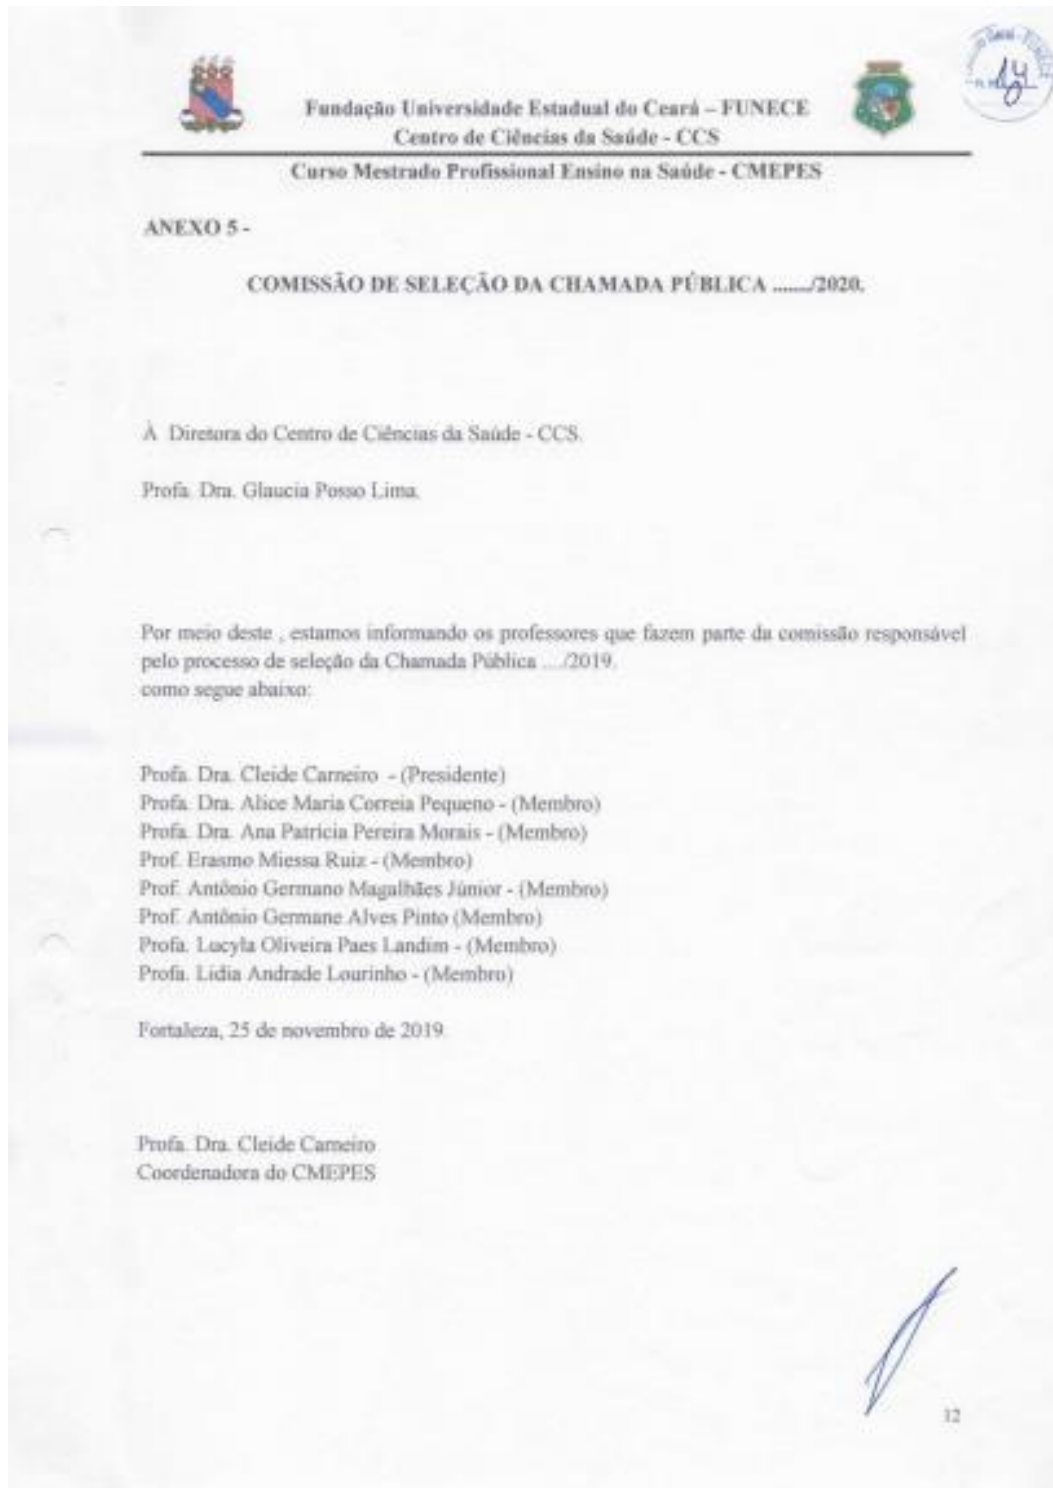 Fundação Universidade Estadual do Ceará – FUNECE
Centro de Ciências da Saúde - CCS
Curso Mestrado Profissional Ensino na Saúde - CMEPES
ANEXO 5 -
COMISSÃO DE SELEÇÃO DA CHAMADA PÚBLICA ......./2020.
À Diretora do Centro de Ciências da Saúde - CCS.
Profa. Dra. Glaucia Posso Lima.
Por meio deste , estamos informando os professores que fazem parte da comissão responsável
pelo processo de seleção da Chamada Pública ..../2019.
como segue abaixo:
Profa. Dra. Cleide Carneiro - (Presidente)
Profa. Dra. Alice Maria Correia Pequeno - (Membro)
Profa. Dra. Ana Patrícia Pereira Morais - (Membro)
Prof. Erasmo Miessa Ruiz - (Membro)
Prof. Antônio Germano Magalhães Júnior - (Membro)
Prof. Antônio Germane Alves Pinto (Membro)
Profa. Lucyla Oliveira Paes Landim - (Membro)
Profa. Lidia Andrade Lourinho - (Membro)
Fortaleza, 25 de novembro de 2019.
Profa. Dra. Cleide Carneiro
Coordenadora do CMEPES
12